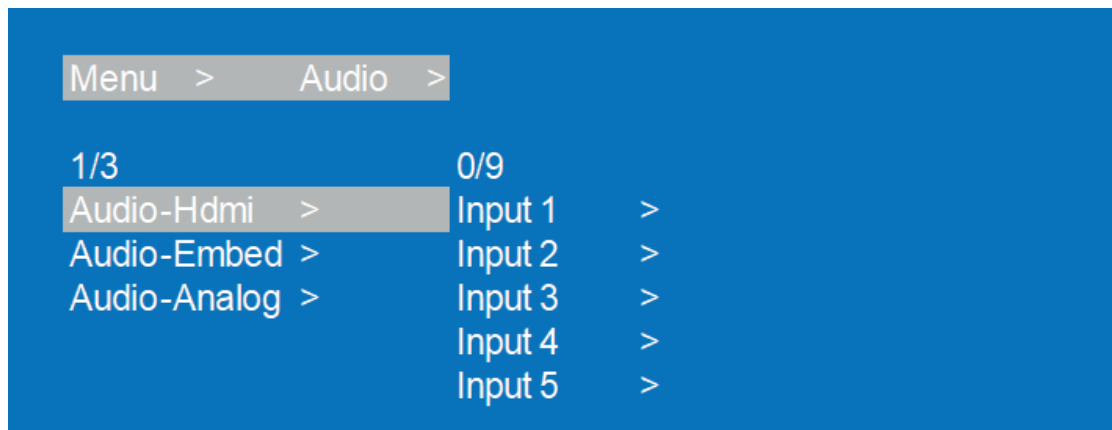 Menu > Audio >
1/3 0/9
Audio-Hdmi > Input 1 >
Audio-Embed > Input 2 >
Audio-Analog > Input 3 >
Input 4 >
Input 5 >